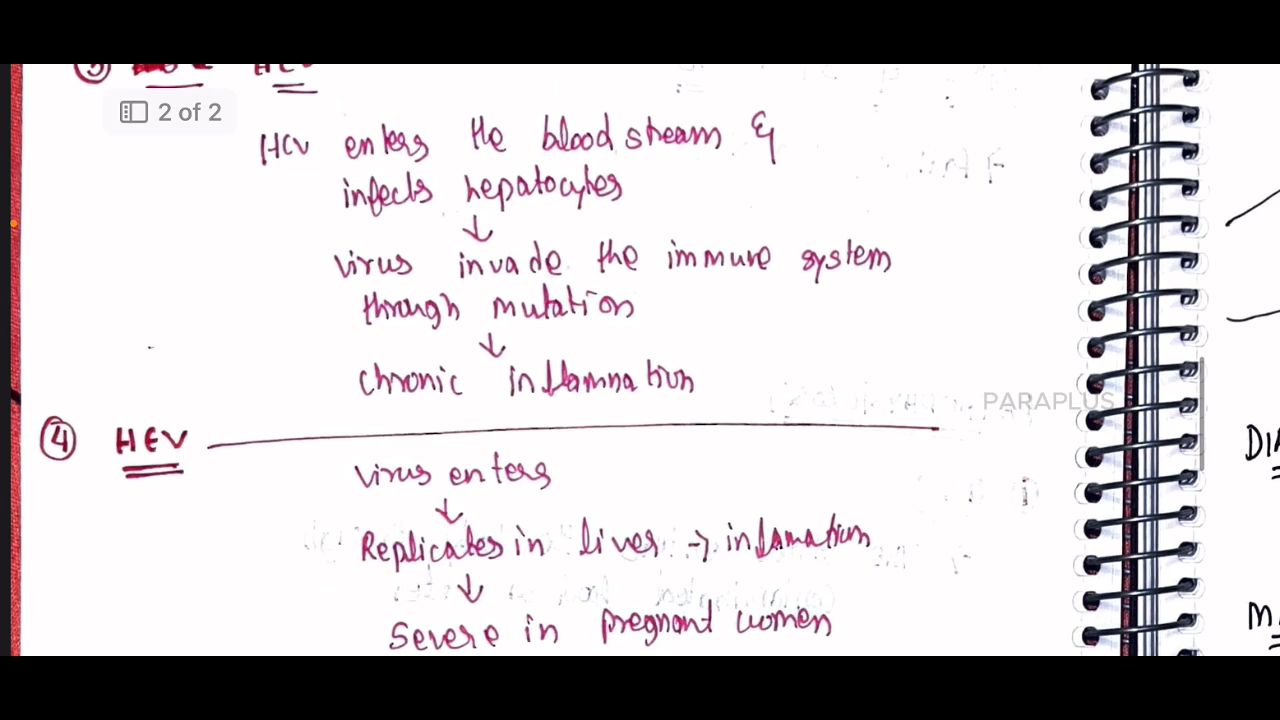 2 of 2
HCV enters the blood stream &
infects hepatocytes
↓
virus invade the immune system
through mutation
↓
chronic inflamnation
PARAPLUS
④ HEV
virus enters
↓
Replicates in liver → inflamation
↓
Severe in pregnant women